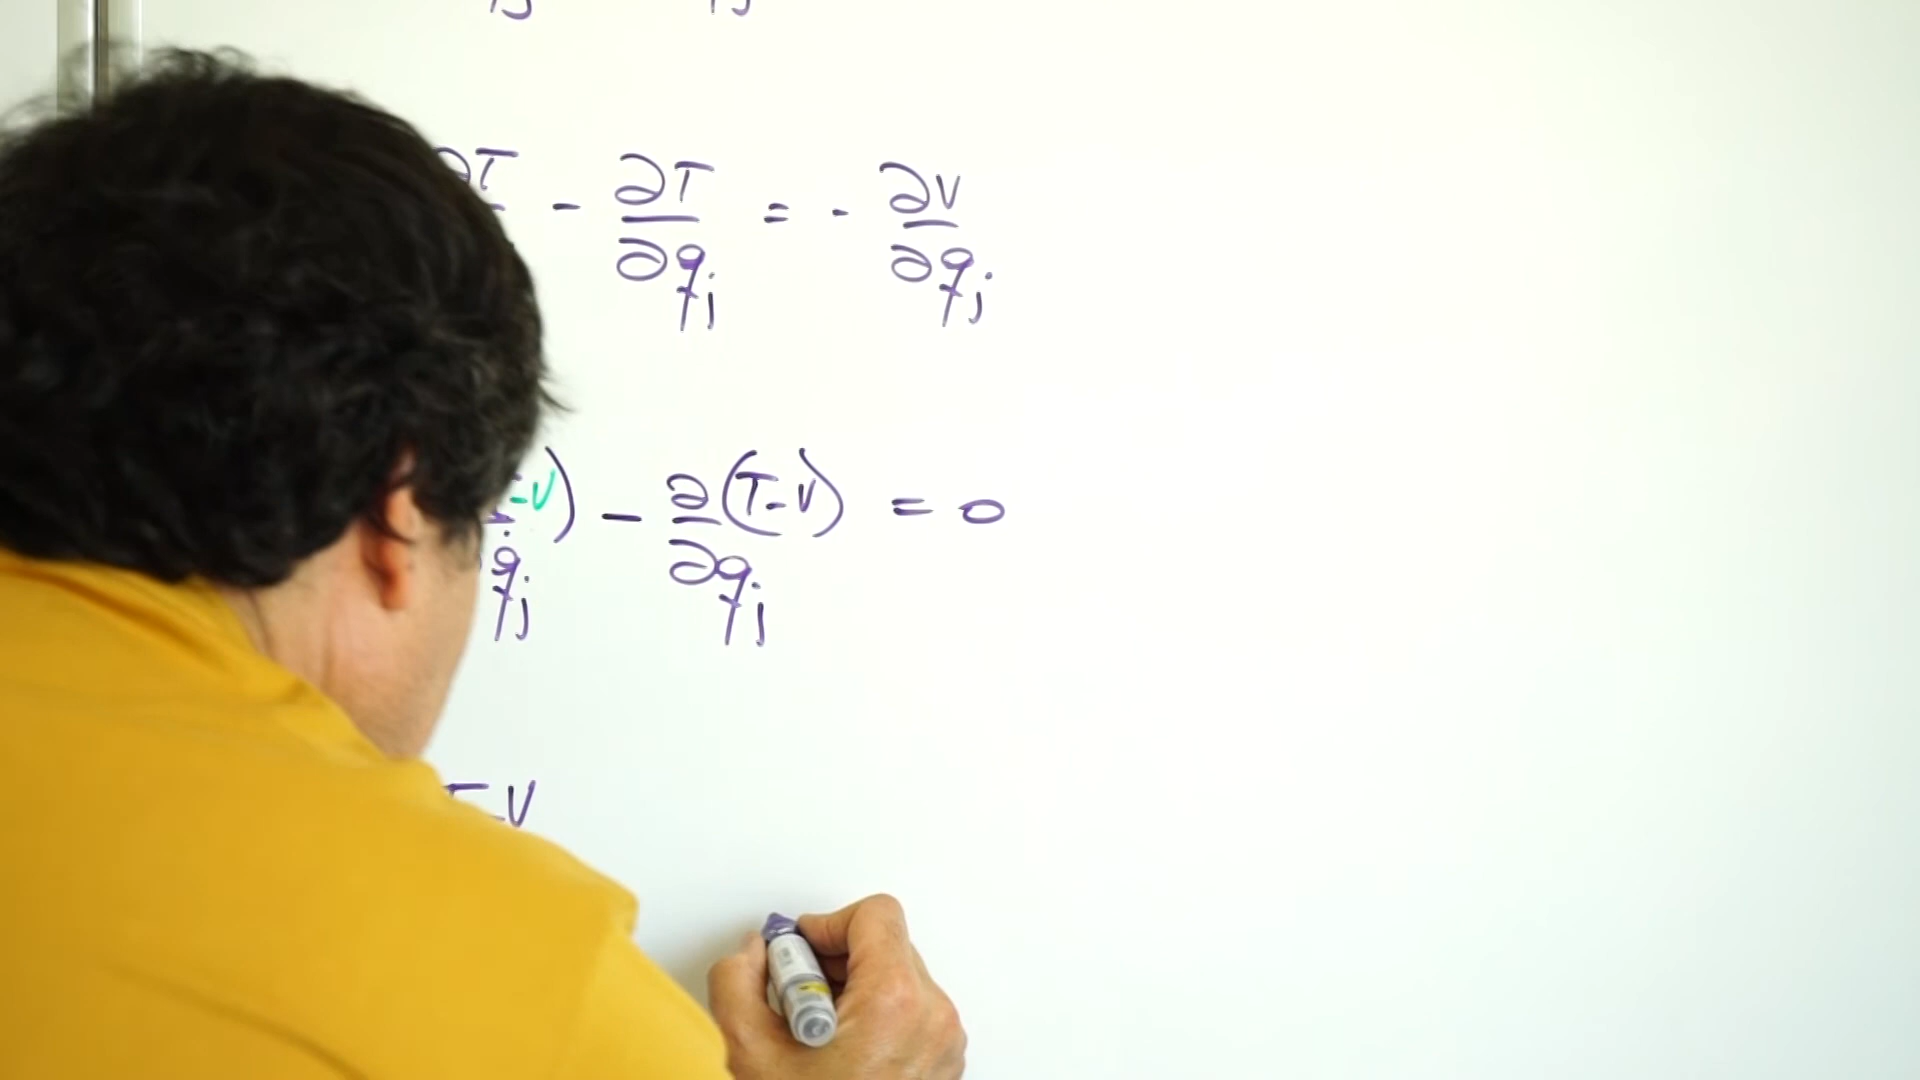 ∂T - ∂T/∂qj = - ∂V/∂qj
-V) - ∂/∂qj (T-V) = 0
q̇j
T-V